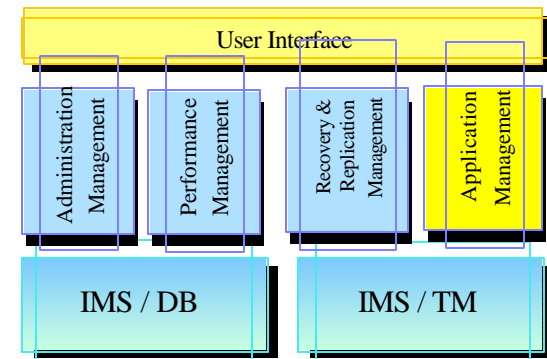 User Interface
Administration
Management
Performance
Management
Recovery &
Replication
Management
Application
Management
IMS / DB
IMS / TM